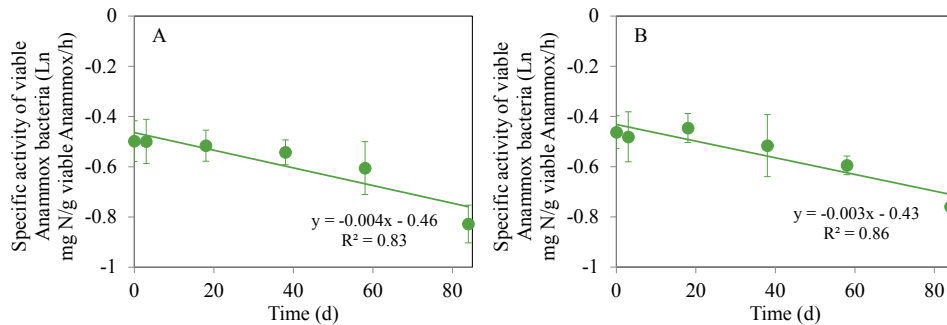 A
Specific activity of viable
Anammox bacteria (Ln
mg N/g viable Anammox/h)
0
-0.2
-0.4
-0.6
-0.8
-1
y = -0.004x - 0.46
R² = 0.83
0 20 40 60 80
Time (d)
B
Specific activity of viable
Anammox bacteria (Ln
mg N/g viable Anammox/h)
0
-0.2
-0.4
-0.6
-0.8
-1
y = -0.003x - 0.43
R² = 0.86
0 20 40 60 80
Time (d)